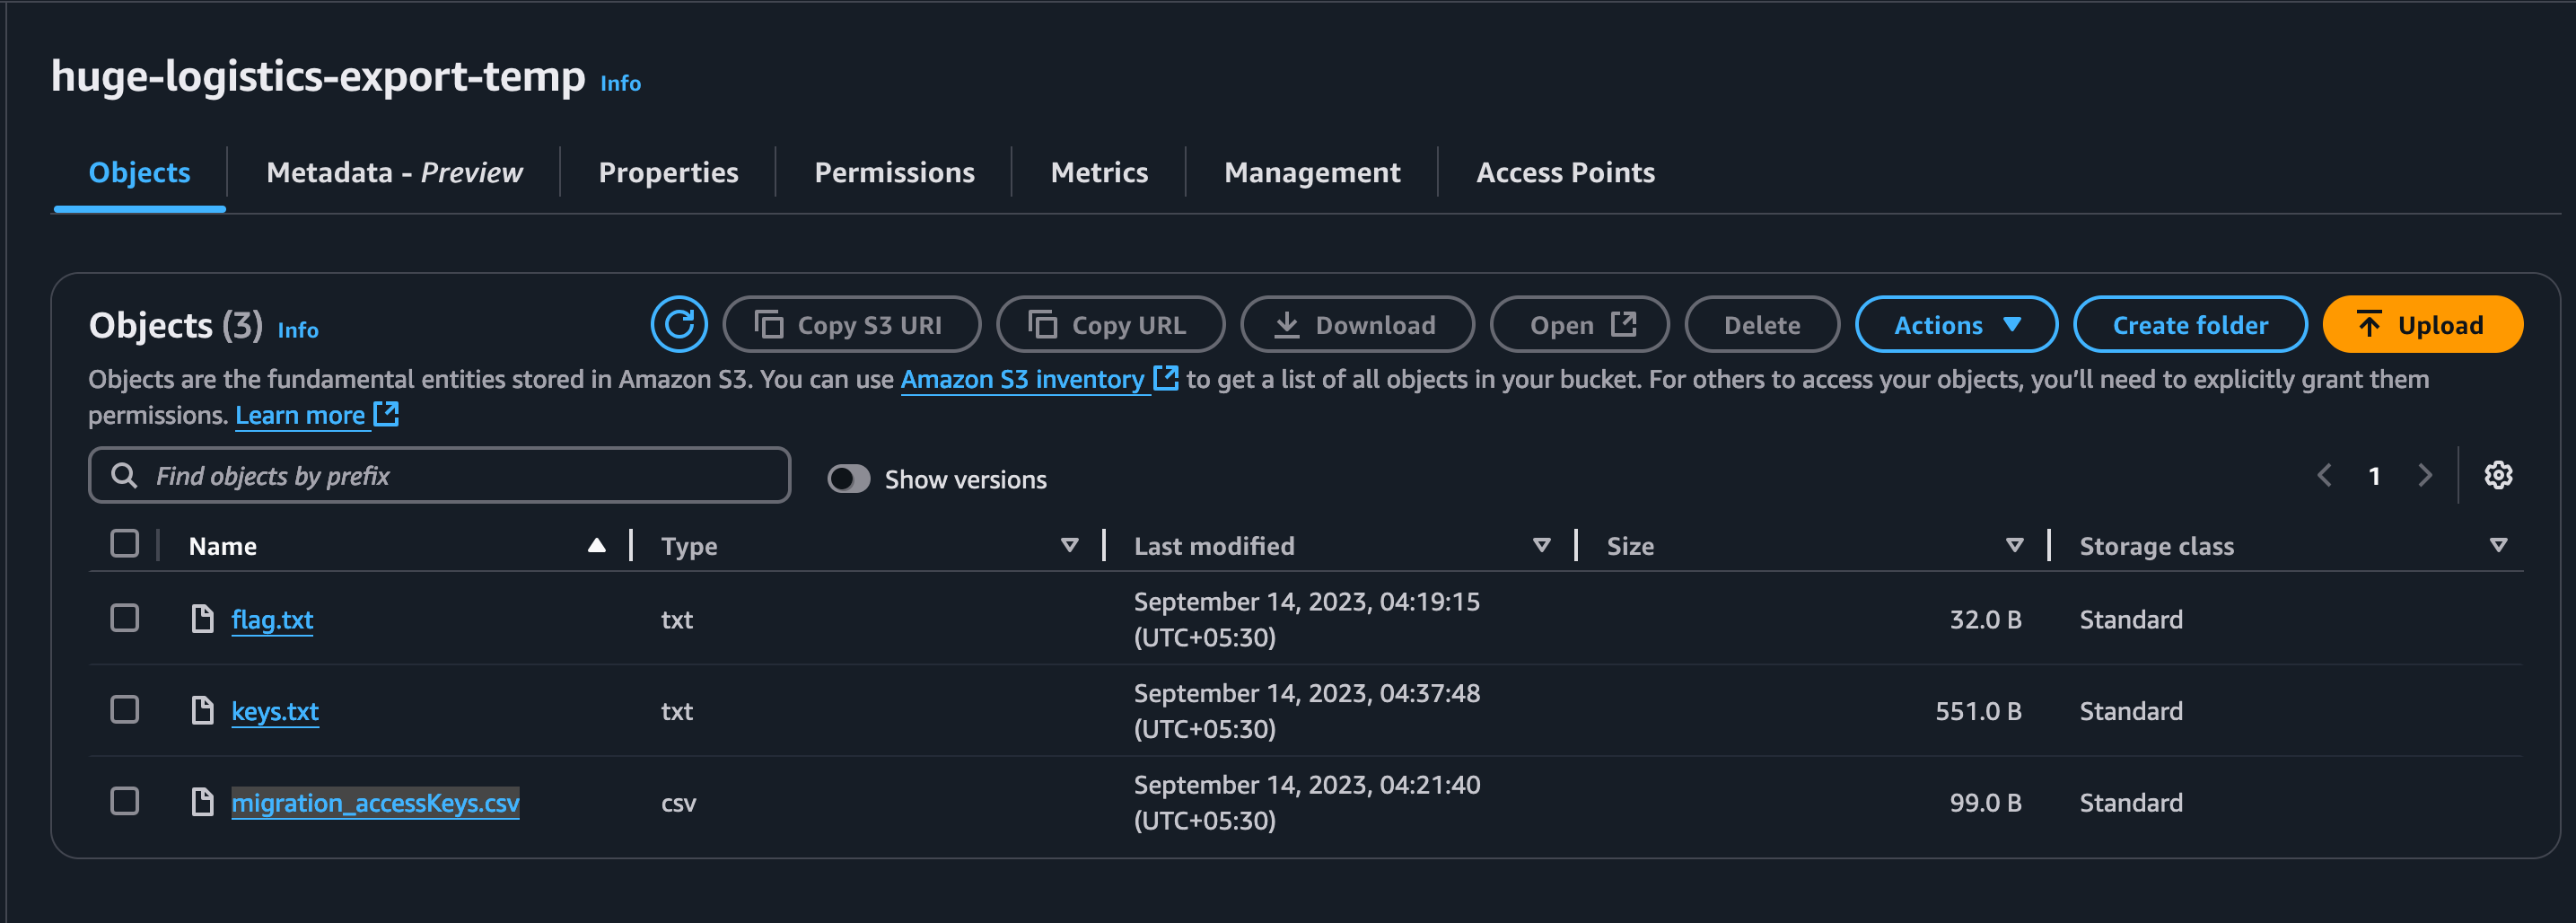 huge-logistics-export-temp Info
Objects Metadata - Preview Properties Permissions Metrics Management Access Points
Objects (3) Info Copy S3 URI Copy URL Download Open Delete Actions Create folder Upload
Objects are the fundamental entities stored in Amazon S3. You can use Amazon S3 inventory to get a list of all objects in your bucket. For others to access your objects, you’ll need to explicitly grant them
permissions. Learn more
Find objects by prefix Show versions 1
Name Type Last modified Size Storage class
flag.txt txt September 14, 2023, 04:19:15 (UTC+05:30) 32.0 B Standard
keys.txt txt September 14, 2023, 04:37:48 (UTC+05:30) 551.0 B Standard
migration_accessKeys.csv csv September 14, 2023, 04:21:40 (UTC+05:30) 99.0 B Standard